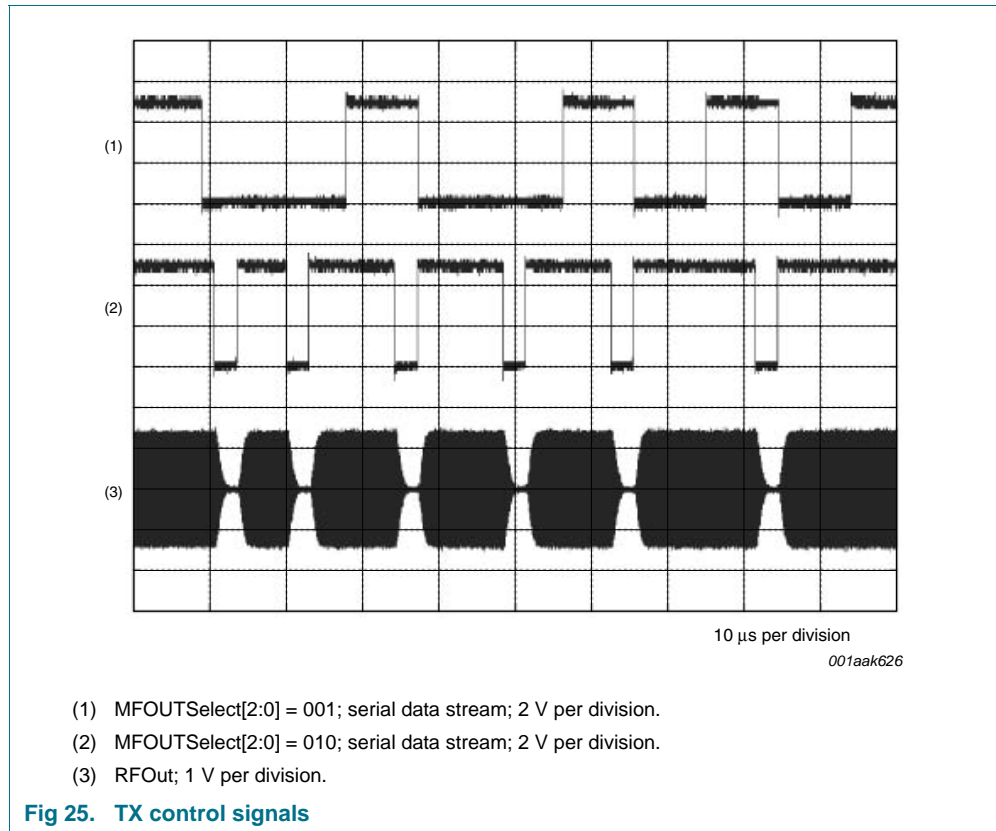 (1)
(2)
(3)
10 μs per division
001aak626
(1) MFOUTSelect[2:0] = 001; serial data stream; 2 V per division.
(2) MFOUTSelect[2:0] = 010; serial data stream; 2 V per division.
(3) RFOut; 1 V per division.
Fig 25. TX control signals